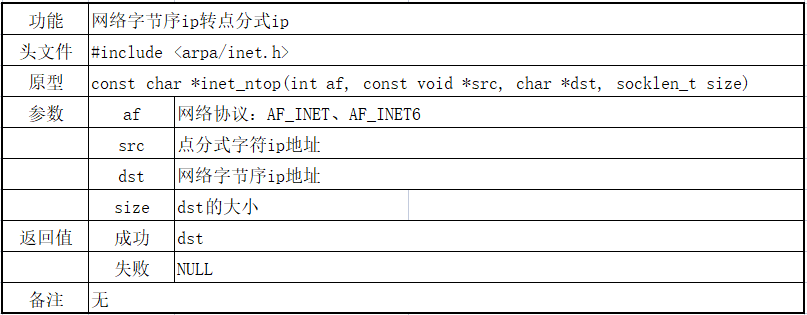 功能 网络字节序ip转点分式ip
头文件 #include <arpa/inet.h>
原型 const char *inet_ntop(int af, const void *src, char *dst, socklen_t size)
参数 af 网络协议：AF_INET、AF_INET6
src 点分式字符ip地址
dst 网络字节序ip地址
size dst的大小
返回值 成功 dst
失败 NULL
备注 无